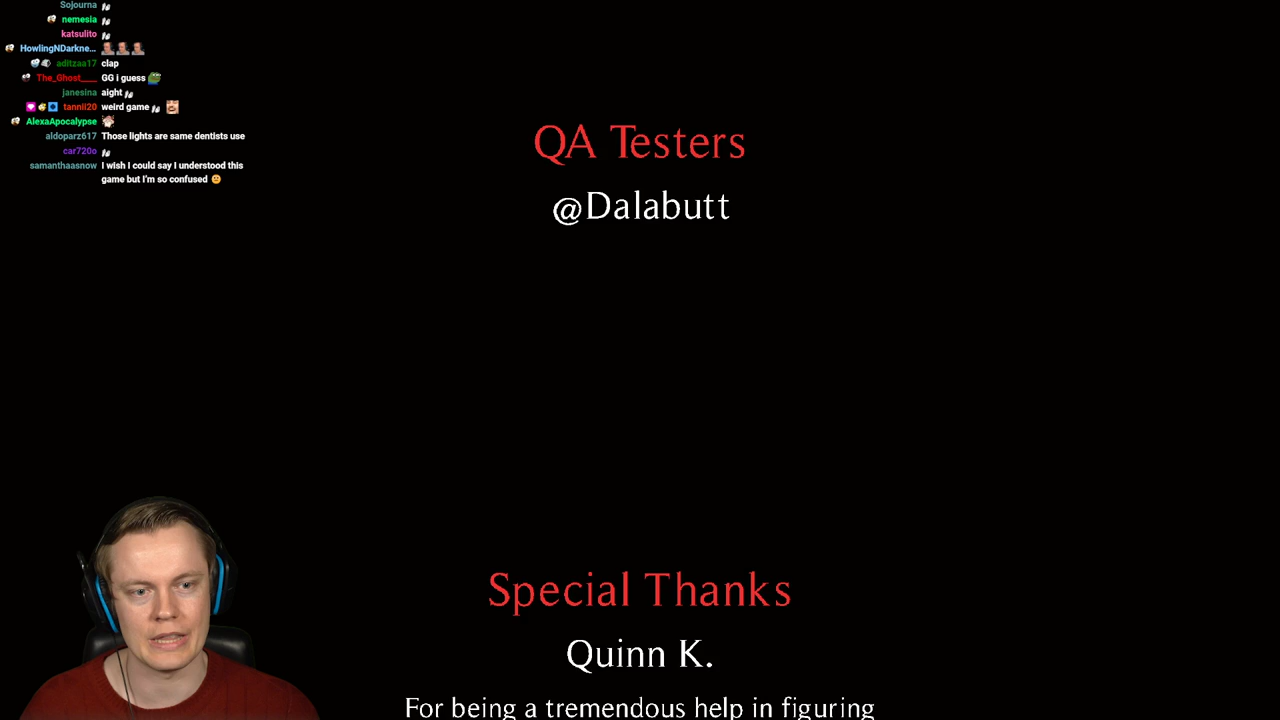 Sojourna
nemesia
katsulito
HowlingNDarkne...
aditzaa17 clap
The_Ghost____ GG i guess
janesina aight
tannii20 weird game
AlexaApocalypse
aldoparz617 Those lights are same dentists use
car720o
samanthaasnow I wish I could say I understood this
game but I'm so confused
QA Testers
@Dalabutt
Special Thanks
Quinn K.
For being a tremendous help in figuring